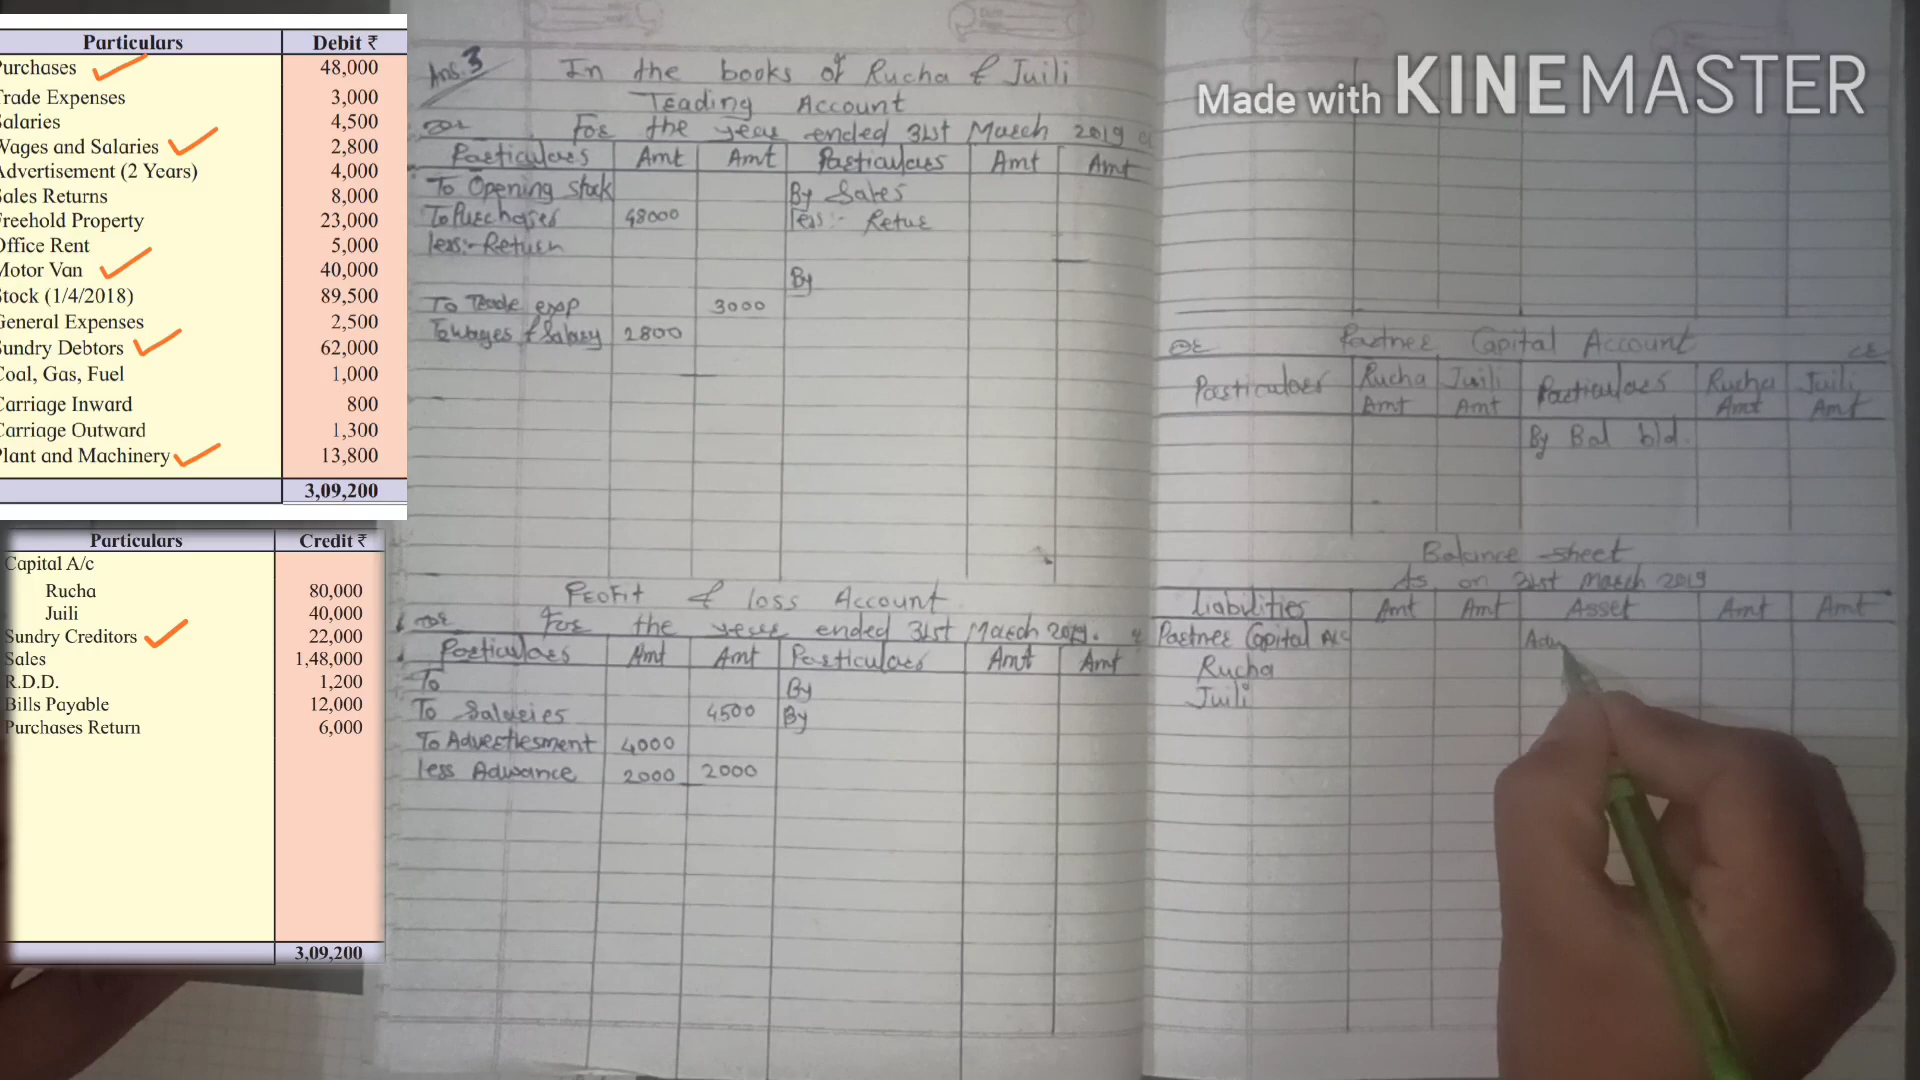 Particulars Debit ₹
Purchases 48,000
Trade Expenses 3,000
Salaries 4,500
Wages and Salaries 2,800
Advertisement (2 Years) 4,000
Sales Returns 8,000
Freehold Property 23,000
Office Rent 5,000
Motor Van 40,000
Stock (1/4/2018) 89,500
General Expenses 2,500
Sundry Debtors 62,000
Coal, Gas, Fuel 1,000
Carriage Inward 800
Carriage Outward 1,300
Plant and Machinery 13,800
3,09,200
Particulars Credit ₹
Capital A/c
Rucha 80,000
Juili 40,000
Sundry Creditors 22,000
Sales 1,48,000
R.D.D. 1,200
Bills Payable 12,000
Purchases Return 6,000
3,09,200
Ans.3 In the books of Rucha & Juili
Trading Account
For the year ended 31st March 2019
Particulars Amt Amt Particulars Amt Amt
To Opening stock By Sales
To Purchases 48000 less:- Retur
less:- Return
By
To Trade exp 3000
To wages & Salary 2800
Profit & loss Account
For the year ended 31st March 2019.
Particulars Amt Amt Particulars Amt Amt
To By
To Salaries 4500 By
To Advertiesment 4000
less Adwance 2000 2000
Made with KINEMASTER
Partner Capital Account
Particulars Rucha Amt Juili Amt Particulars Rucha Amt Juili Amt
By Bal b/d.
Balance sheet
As on 31st March 2019
Liabilities Amt Amt Asset Amt Amt
Partner Capital A/c
Rucha
Juili